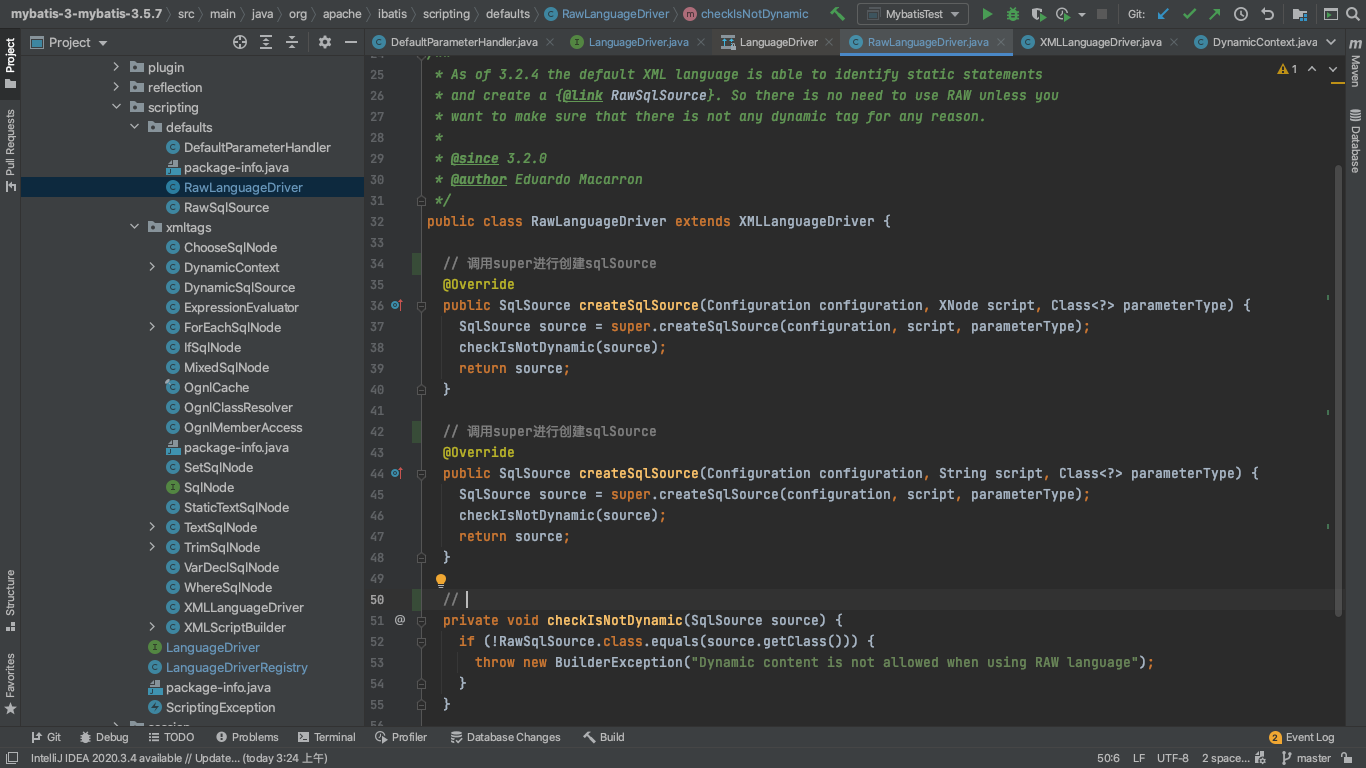 mybatis-3-mybatis-3.5.7 src main java org apache ibatis scripting defaults RawLanguageDriver checkIsNotDynamic MybatisTest Git:
Project
DefaultParameterHandler.java LanguageDriver.java LanguageDriver RawLanguageDriver.java XMLLanguageDriver.java DynamicContext.java
Project
Pull Requests
Structure
Favorites
Maven
Database
plugin
reflection
scripting
defaults
DefaultParameterHandler
package-info.java
RawLanguageDriver
RawSqlSource
xmltags
ChooseSqlNode
DynamicContext
DynamicSqlSource
ExpressionEvaluator
ForEachSqlNode
IfSqlNode
MixedSqlNode
OgnlCache
OgnlClassResolver
OgnlMemberAccess
package-info.java
SetSqlNode
SqlNode
StaticTextSqlNode
TextSqlNode
TrimSqlNode
VarDeclSqlNode
WhereSqlNode
XMLLanguageDriver
XMLScriptBuilder
LanguageDriver
LanguageDriverRegistry
package-info.java
ScriptingException
session
1
25 * As of 3.2.4 the default XML language is able to identify static statements
26 * and create a {@link RawSqlSource}. So there is no need to use RAW unless you
27 * want to make sure that there is not any dynamic tag for any reason.
28 *
29 * @since 3.2.0
30 * @author Eduardo Macarron
31 */
32 public class RawLanguageDriver extends XMLLanguageDriver {
33
34 // 调用super进行创建sqlSource
35 @Override
36 public SqlSource createSqlSource(Configuration configuration, XNode script, Class<?> parameterType) {
37 SqlSource source = super.createSqlSource(configuration, script, parameterType);
38 checkIsNotDynamic(source);
39 return source;
40 }
41
42 // 调用super进行创建sqlSource
43 @Override
44 public SqlSource createSqlSource(Configuration configuration, String script, Class<?> parameterType) {
45 SqlSource source = super.createSqlSource(configuration, script, parameterType);
46 checkIsNotDynamic(source);
47 return source;
48 }
49
50 //
51 @ private void checkIsNotDynamic(SqlSource source) {
52 if (!RawSqlSource.class.equals(source.getClass())) {
53 throw new BuilderException("Dynamic content is not allowed when using RAW language");
54 }
55 }
56
Git Debug TODO Problems Terminal Profiler Database Changes Build 2 Event Log
IntelliJ IDEA 2020.3.4 available // Update... (today 3:24 上午) 50:6 LF UTF-8 2 space... master